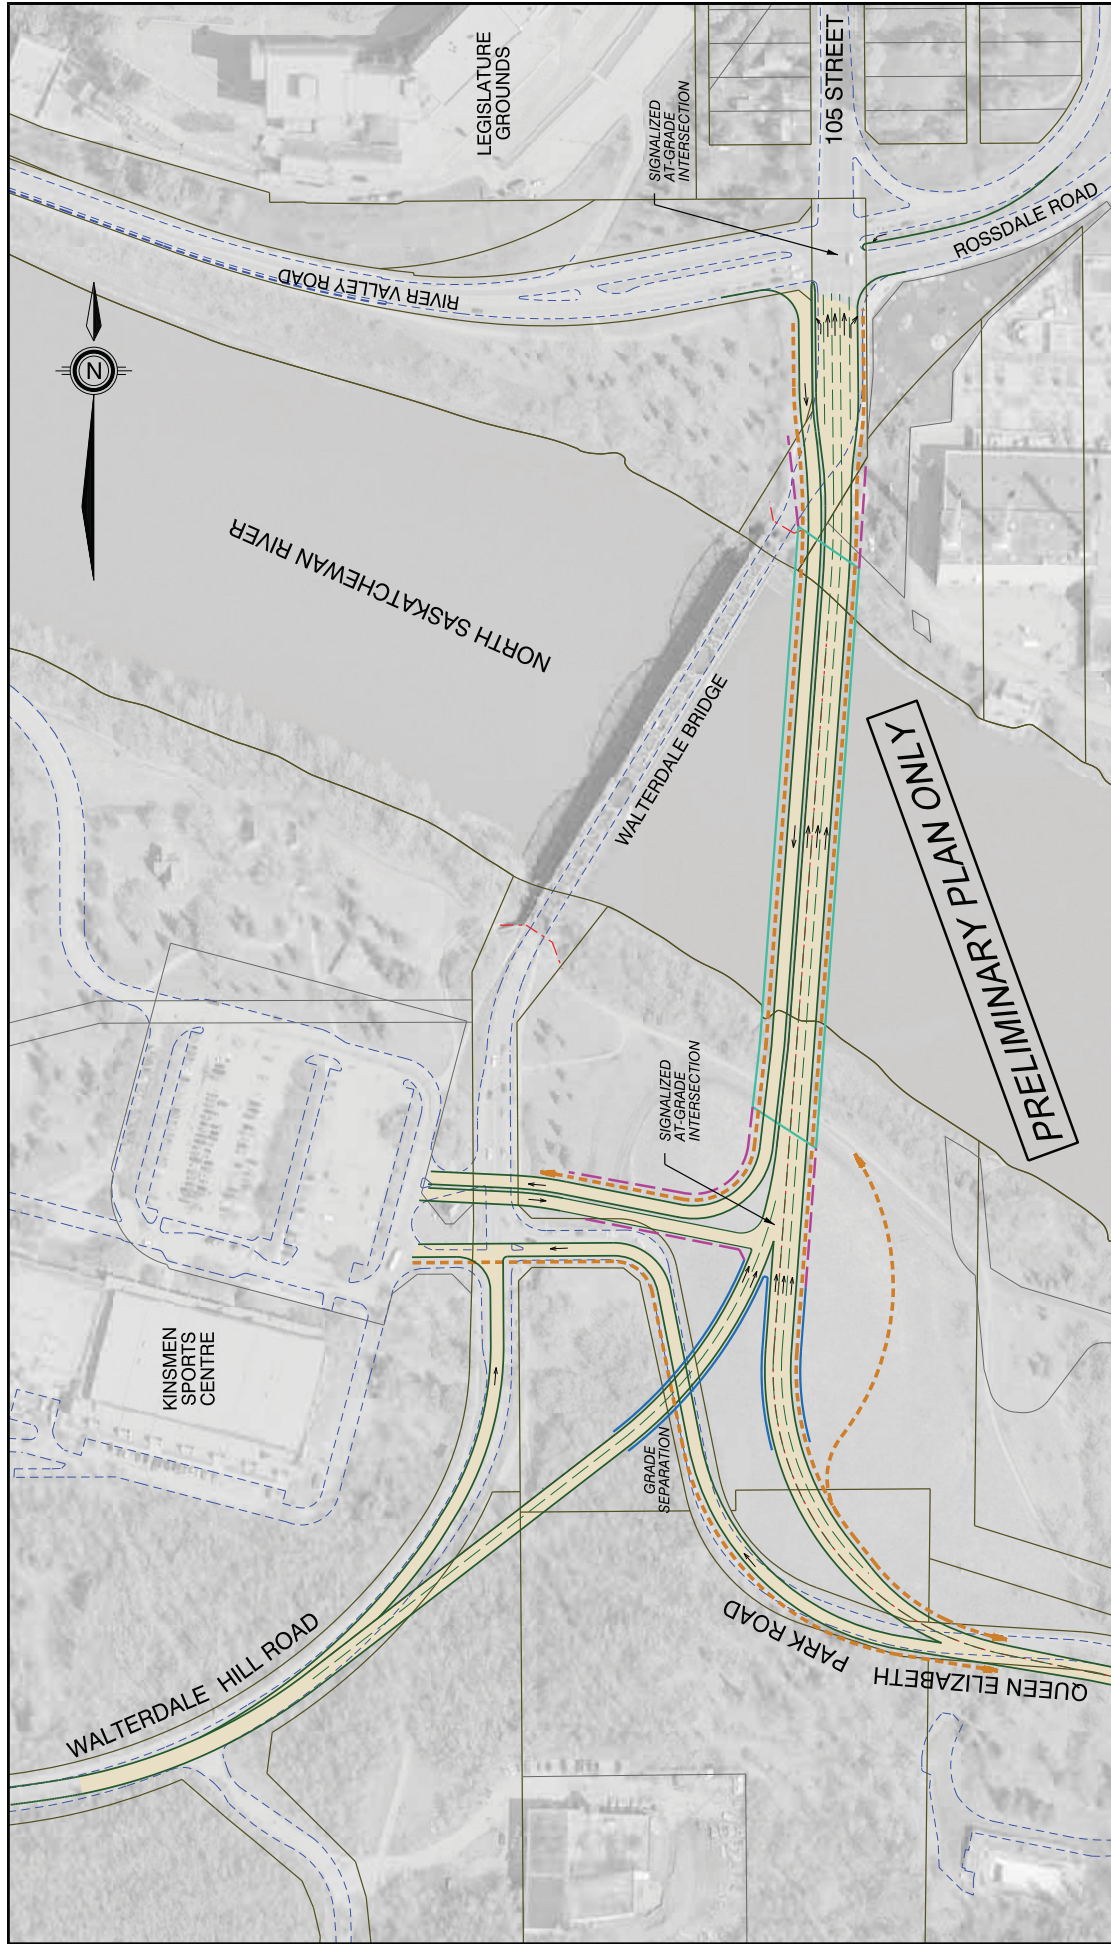 LEGISLATURE
GROUNDS
105 STREET
SIGNALIZED
AT-GRADE
INTERSECTION
ROSSDALE ROAD
RIVER VALLEY ROAD
N
NORTH SASKATCHEWAN RIVER
WALTERDALE BRIDGE
PRELIMINARY PLAN ONLY
SIGNALIZED
AT-GRADE
INTERSECTION
KINSMEN
SPORTS
CENTRE
GRADE
SEPARATION
WALTERDALE HILL ROAD
QUEEN ELIZABETH
PARK ROAD